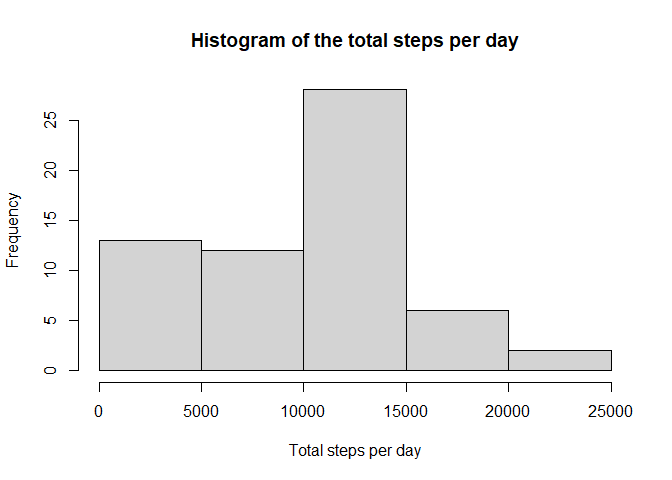 Histogram of the total steps per day
Frequency
25
20
15
10
5
0
0 5000 10000 15000 20000 25000
Total steps per day